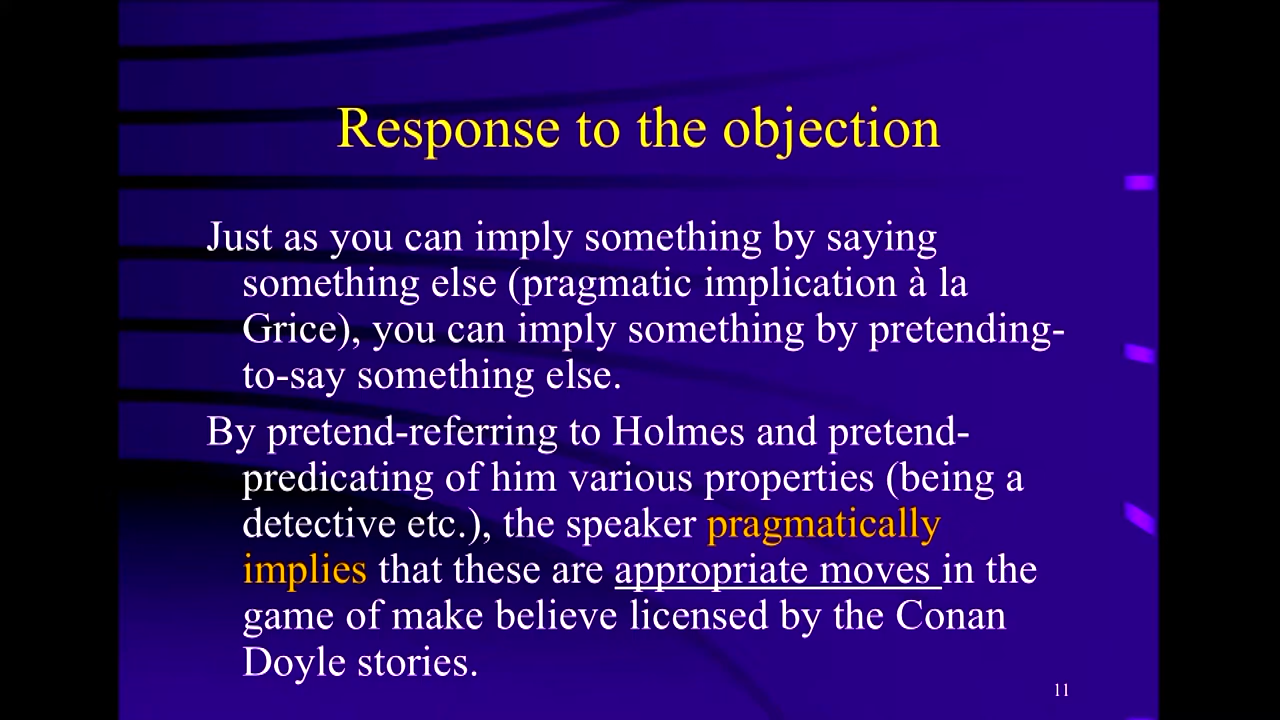 Response to the objection
Just as you can imply something by saying
something else (pragmatic implication à la
Grice), you can imply something by pretending-
to-say something else.
By pretend-referring to Holmes and pretend-
predicating of him various properties (being a
detective etc.), the speaker pragmatically
implies that these are appropriate moves in the
game of make believe licensed by the Conan
Doyle stories.
11